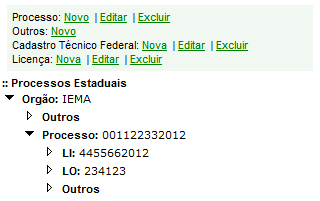 Processo: Novo | Editar | Excluir
Outros: Novo
Cadastro Técnico Federal: Nova | Editar | Excluir
Licença: Nova | Editar | Excluir
:: Processos Estaduais
Orgão: IEMA
Outros
Processo: 001122332012
LI: 4455662012
LO: 234123
Outros